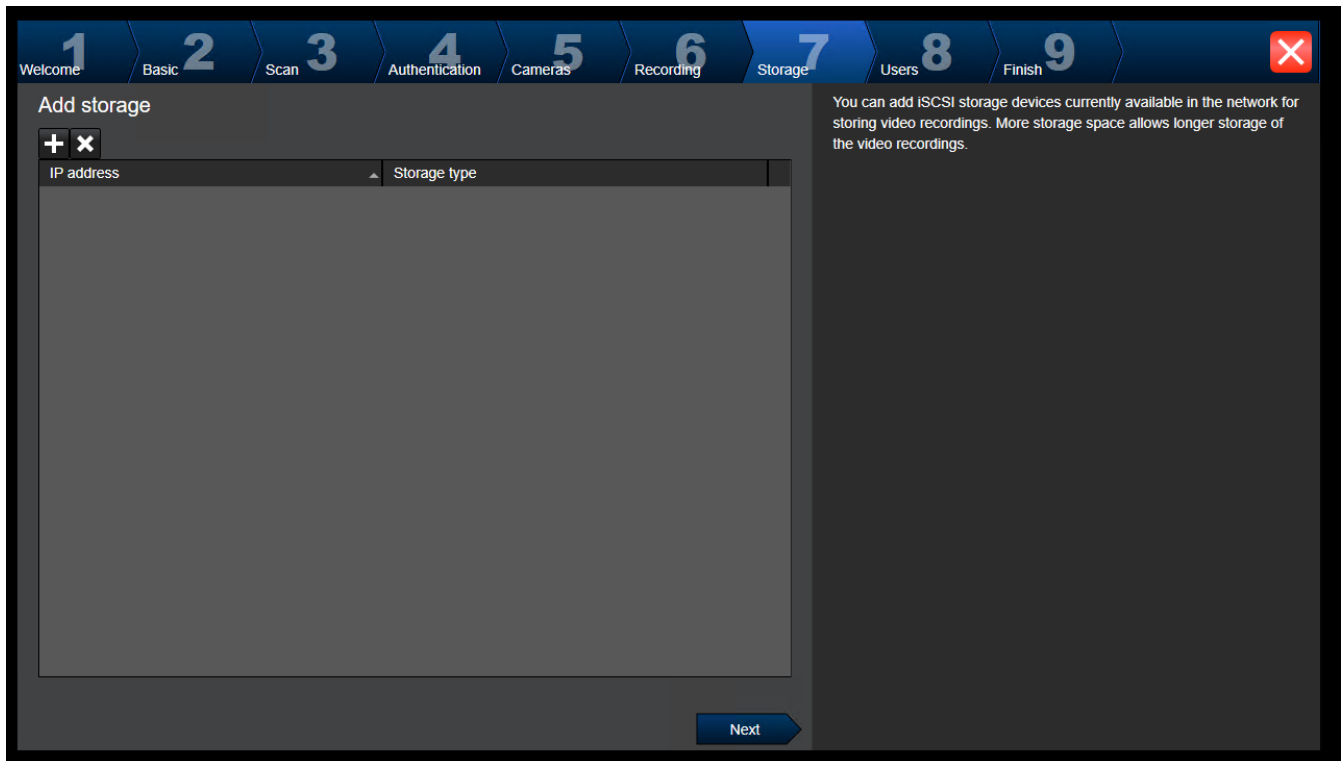 1 2 3 4 5 6 7 8 9
Welcome Basic Scan Authentication Cameras Recording Storage Users Finish
Add storage
IP address Storage type
Next
You can add iSCSI storage devices currently available in the network for
storing video recordings. More storage space allows longer storage of
the video recordings.